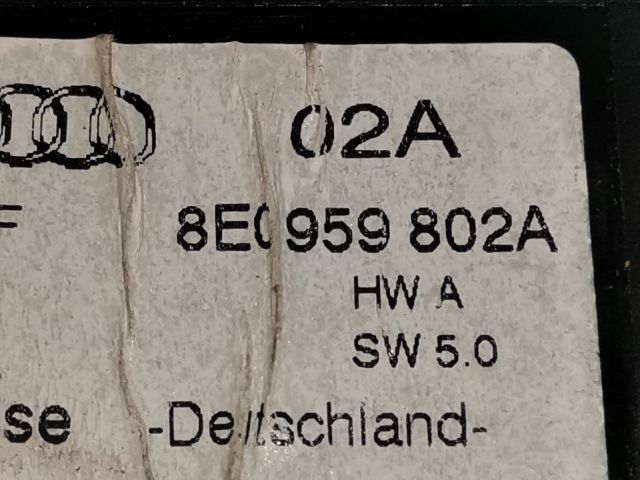 02A
F 8E0 959 802A
HW A
SW 5.0
se -Deutschland-